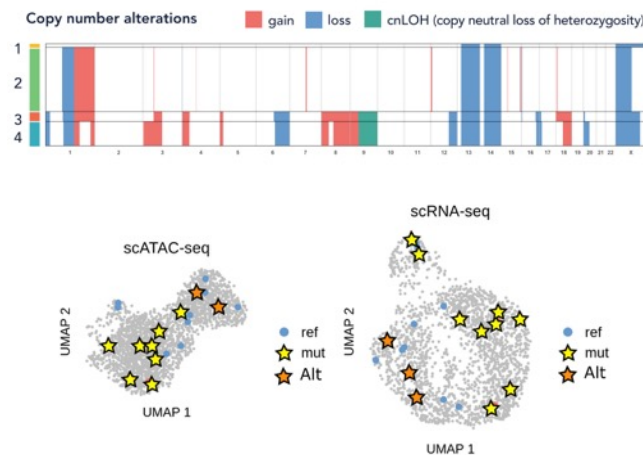 Copy number alterations
gain
loss
cnLOH (copy neutral loss of heterozygosity)
1
2
3
4
1 2 3 4 5 6 7 8 9 10 11 12 13 14 15 16 17 18 19 20 21 22 X
scATAC-seq
UMAP 2
UMAP 1
ref
mut
Alt
scRNA-seq
UMAP 2
UMAP 1
ref
mut
Alt